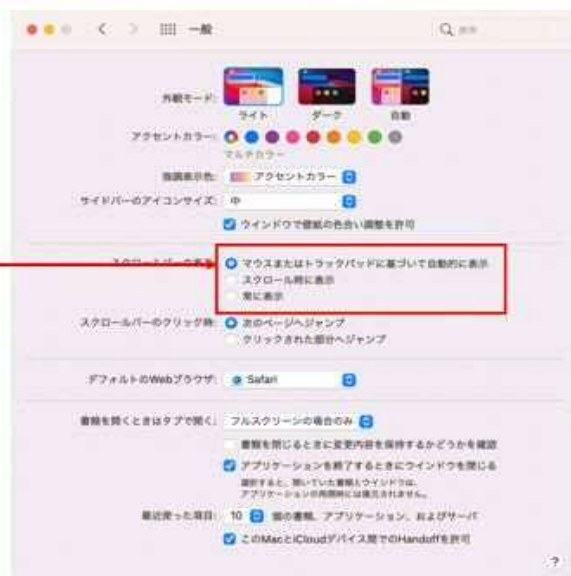 一般
検索
外観モード:
ライト ダーク 自動
アクセントカラー:
マルチカラー
強調表示色: アクセントカラー
サイドバーのアイコンサイズ: 中
ウインドウで壁紙の色合い調整を許可
マウスまたはトラックパッドに基づいて自動的に表示
スクロール時に表示
常に表示
スクロールバーのクリック時: 次のページへジャンプ
クリックされた部分へジャンプ
デフォルトのWebブラウザ: Safari
書類を開くときはタブで開く: フルスクリーンの場合のみ
書類を閉じるときに変更内容を保持するかどうかを確認
アプリケーションを終了するときにウインドウを閉じる
選択すると、開いていた書類とウインドウは、
アプリケーションの再開時には復元されません。
最近使った項目: 10 個の書類、アプリケーション、およびサーバ
このMacとiCloudデバイス間でのHandoffを許可
?